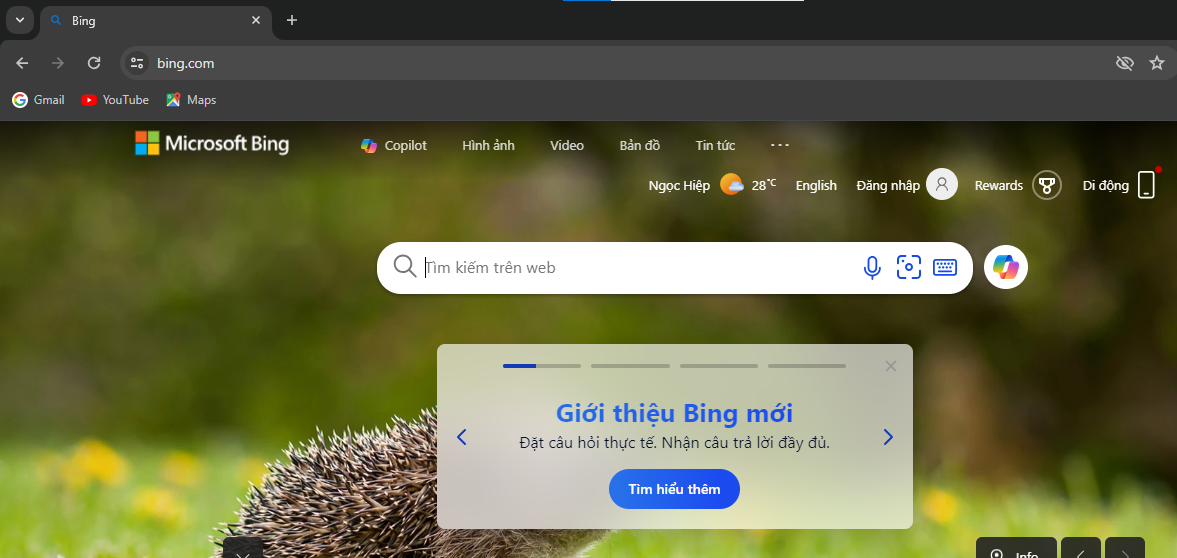 Bing
bing.com
Gmail YouTube Maps
Microsoft Bing Copilot Hình ảnh Video Bản đồ Tin tức ...
Ngọc Hiệp 28°C English Đăng nhập Rewards Di động
Tìm kiếm trên web
Giới thiệu Bing mới
Đặt câu hỏi thực tế. Nhận câu trả lời đầy đủ.
Tìm hiểu thêm
Info